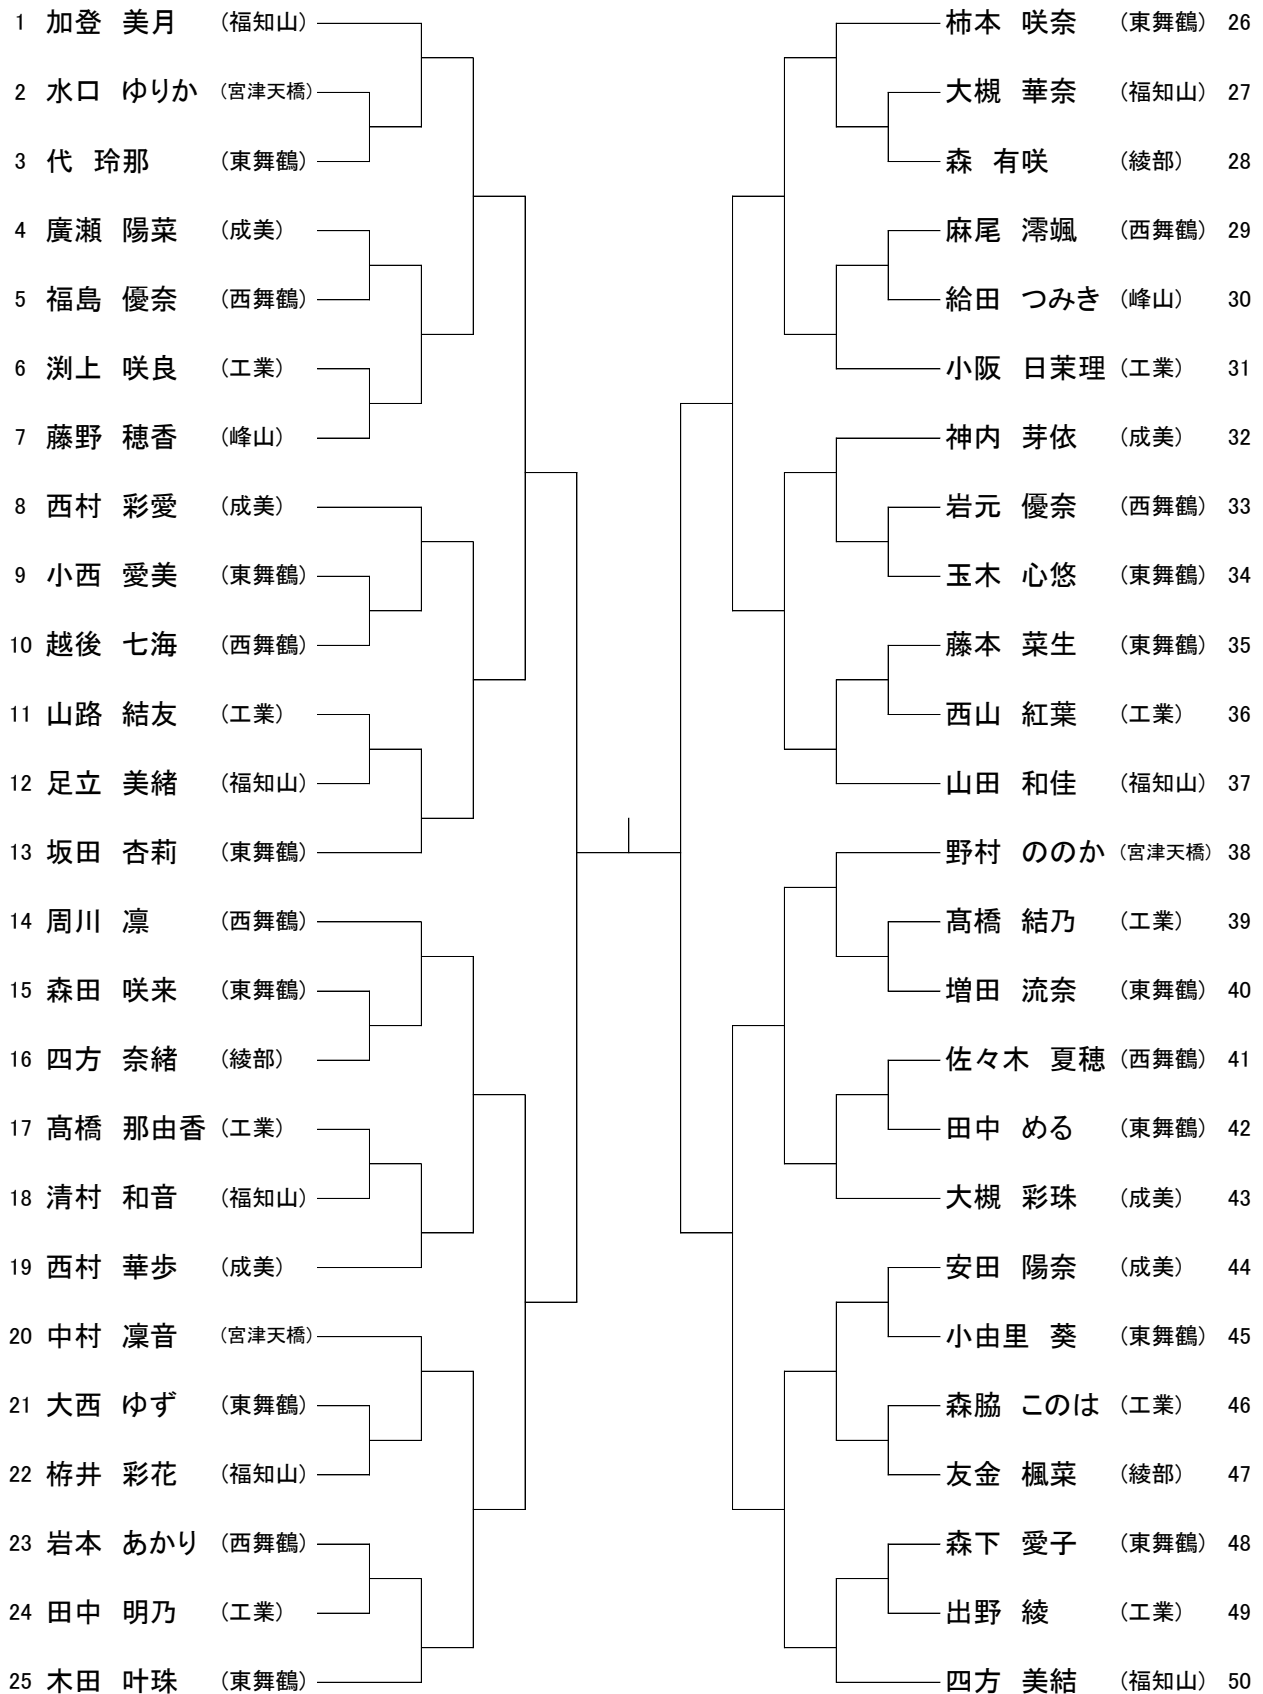 1 加登 美月 (福知山)
2 水口 ゆりか (宮津天橋)
3 代 玲那 (東舞鶴)
4 廣瀬 陽菜 (成美)
5 福島 優奈 (西舞鶴)
6 渕上 咲良 (工業)
7 藤野 穂香 (峰山)
8 西村 彩愛 (成美)
9 小西 愛美 (東舞鶴)
10 越後 七海 (西舞鶴)
11 山路 結友 (工業)
12 足立 美緒 (福知山)
13 坂田 杏莉 (東舞鶴)
14 周川 凛 (西舞鶴)
15 森田 咲来 (東舞鶴)
16 四方 奈緒 (綾部)
17 髙橋 那由香 (工業)
18 清村 和音 (福知山)
19 西村 華歩 (成美)
20 中村 凜音 (宮津天橋)
21 大西 ゆず (東舞鶴)
22 栫井 彩花 (福知山)
23 岩本 あかり (西舞鶴)
24 田中 明乃 (工業)
25 木田 叶珠 (東舞鶴)
柿本 咲奈 (東舞鶴) 26
大槻 華奈 (福知山) 27
森 有咲 (綾部) 28
麻尾 澪颯 (西舞鶴) 29
給田 つみき (峰山) 30
小阪 日茉理 (工業) 31
神内 芽依 (成美) 32
岩元 優奈 (西舞鶴) 33
玉木 心悠 (東舞鶴) 34
藤本 菜生 (東舞鶴) 35
西山 紅葉 (工業) 36
山田 和佳 (福知山) 37
野村 ののか (宮津天橋) 38
髙橋 結乃 (工業) 39
増田 流奈 (東舞鶴) 40
佐々木 夏穂 (西舞鶴) 41
田中 める (東舞鶴) 42
大槻 彩珠 (成美) 43
安田 陽奈 (成美) 44
小由里 葵 (東舞鶴) 45
森脇 このは (工業) 46
友金 楓菜 (綾部) 47
森下 愛子 (東舞鶴) 48
出野 綾 (工業) 49
四方 美結 (福知山) 50